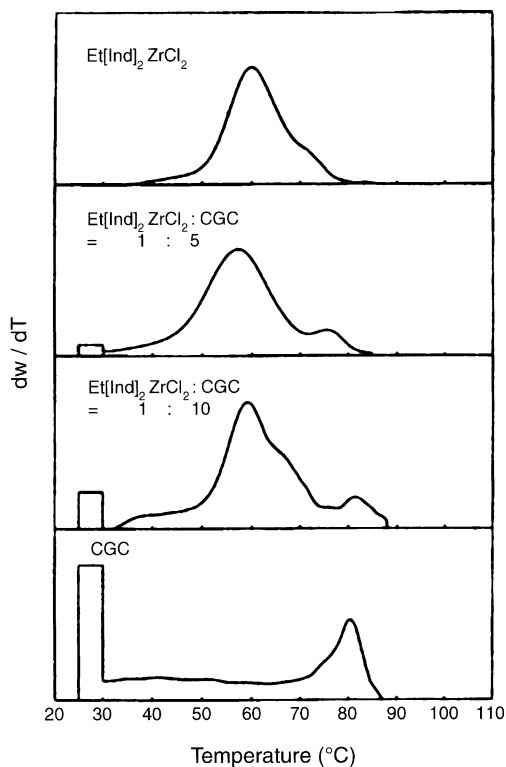 Et[Ind]₂ ZrCl₂
Et[Ind]₂ ZrCl₂ : CGC
= 1 : 5
Et[Ind]₂ ZrCl₂ : CGC
= 1 : 10
CGC
dw / dT
20 30 40 50 60 70 80 90 100 110
Temperature (°C)